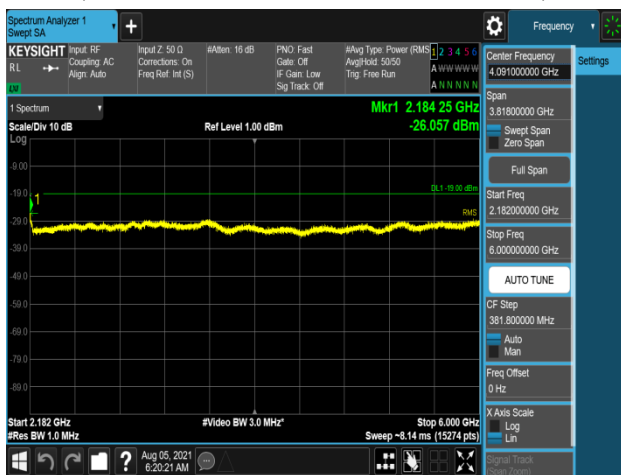 Spectrum Analyzer 1
Swept SA
Frequency
KEYSIGHT
RL
Input: RF
Coupling: AC
Align: Auto
Input Z: 50 Ω
Corrections: On
Freq Ref: Int (S)
#Atten: 16 dB
PNO: Fast
Gate: Off
IF Gain: Low
Sig Track: Off
#Avg Type: Power (RMS
Avg|Hold: 50/50
Trig: Free Run
1 2 3 4 5 6
A W W W W W
A N N N N N
1 Spectrum
Mkr1 2.184 25 GHz
Scale/Div 10 dB
Ref Level 1.00 dBm
-26.057 dBm
Log
-9.00
-19.0
-29.0
-39.0
-49.0
-59.0
-69.0
-79.0
-89.0
1
DL1 -19.00 dBm
RMS
Start 2.182 GHz
#Video BW 3.0 MHz*
Stop 6.000 GHz
#Res BW 1.0 MHz
Sweep ~8.14 ms (15274 pts)
Aug 05, 2021
6:20:21 AM
?
Center Frequency
4.091000000 GHz
Settings
Span
3.81800000 GHz
Swept Span
Zero Span
Full Span
Start Freq
2.182000000 GHz
Stop Freq
6.000000000 GHz
AUTO TUNE
CF Step
381.800000 MHz
Auto
Man
Freq Offset
0 Hz
X Axis Scale
Log
Lin
Signal Track
(Span Zoom)